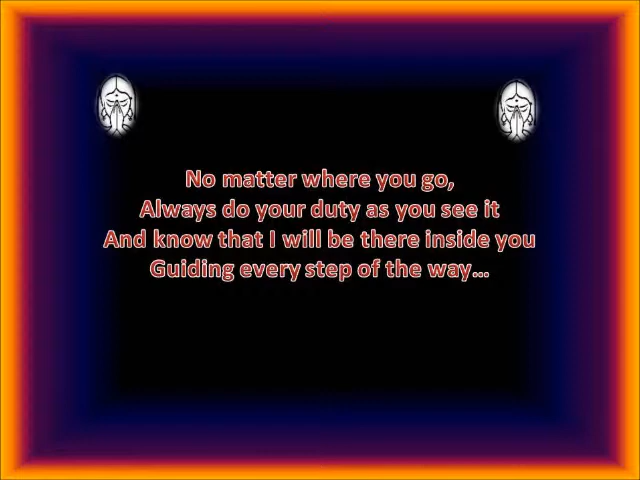 No matter where you go,
Always do your duty as you see it
And know that I will be there inside you
Guiding every step of the way...